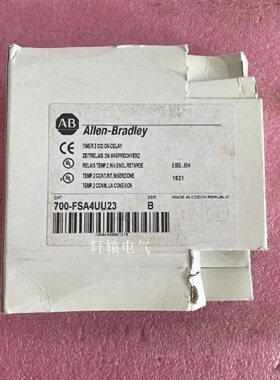 AB
Allen-Bradley
TIMER 2 C/O ON-DELAY
ZEITRELAIS 2W ANSPRECHVERZ
RELAIS TEMP.2 INV.ENCL.RETARDE
0.05S...60H
TEMP.2 CONT.RIT.INSERZIONE
1621
TEMP.2 CONM. LA CONEXION
CAT
SER
MADE IN CZECH REPUBLIC
700-FSA4UU23
B
轩辕电气